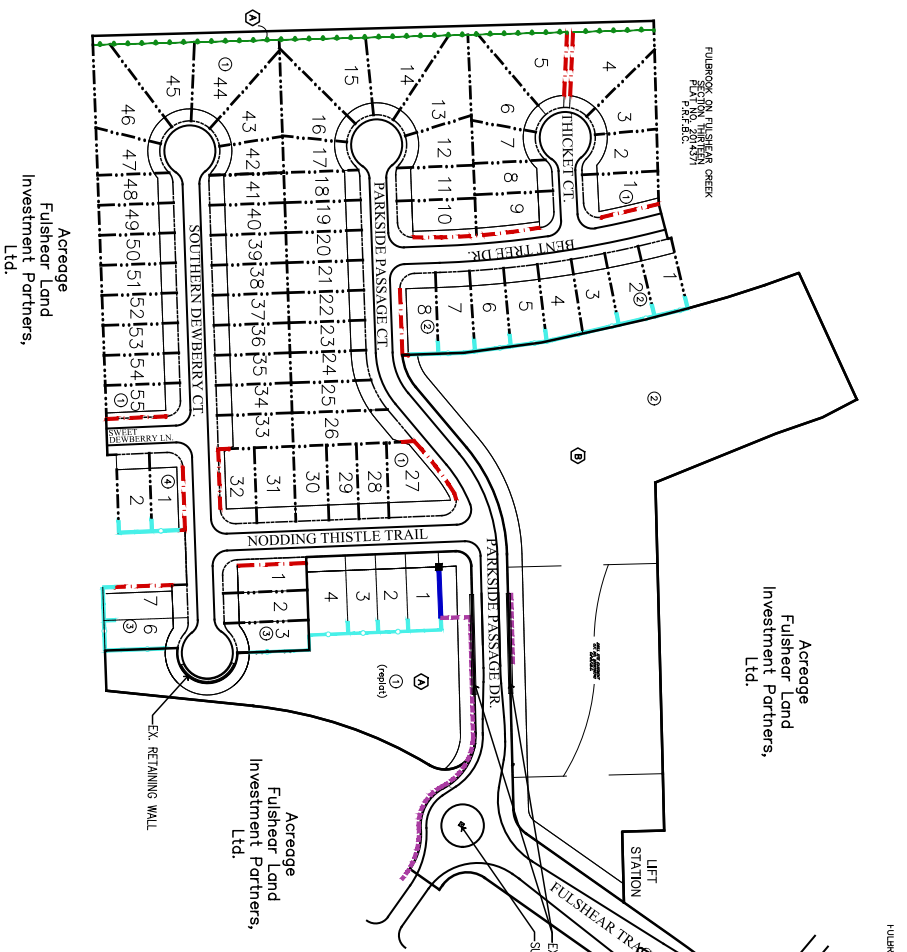 A
FULBROOK ON FULSHEAR CREEK
SECTION THIRTEEN
PLAT NO. 20140371
P.R.F.B.C.
4
5
3
2
1
1
6
7
8
9
THICKET CT.
BENT TREE DR.
14
15
13
12
11
10
16
17
18
19
20
21
22
23
24
25
26
27
1
PARKSIDE PASSAGE CT.
1
44
45
43
42
41
40
39
38
37
36
35
34
33
46
47
48
49
50
51
52
53
54
55
1
SOUTHERN DEWBERRY CT.
SWEET
DEWBERRY LN.
1
2
2
3
4
5
6
7
8
2
2
B
28
29
30
31
32
NODDING THISTLE TRAIL
PARKSIDE PASSAGE DR.
4
1
2
1
2
3
4
1
2
3
3
7
6
3
A
1
(replat)
EX. RETAINING WALL
Acreage
Fulshear Land
Investment Partners,
Ltd.
Acreage
Fulshear Land
Investment Partners,
Ltd.
Acreage
Fulshear Land
Investment Partners,
Ltd.
LIFT
STATION